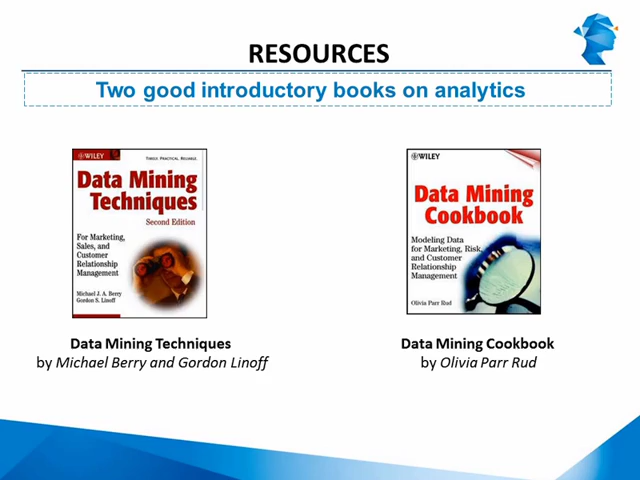 RESOURCES
Two good introductory books on analytics
WILEY
Data Mining
Techniques
Second Edition
For Marketing,
Sales, and
Customer
Relationship
Management
Michael J. A. Berry
Gordon S. Linoff
Data Mining Techniques
by Michael Berry and Gordon Linoff
WILEY
Data Mining
Cookbook
Modeling Data
for Marketing, Risk,
and Customer
Relationship
Management
Olivia Parr Rud
Data Mining Cookbook
by Olivia Parr Rud